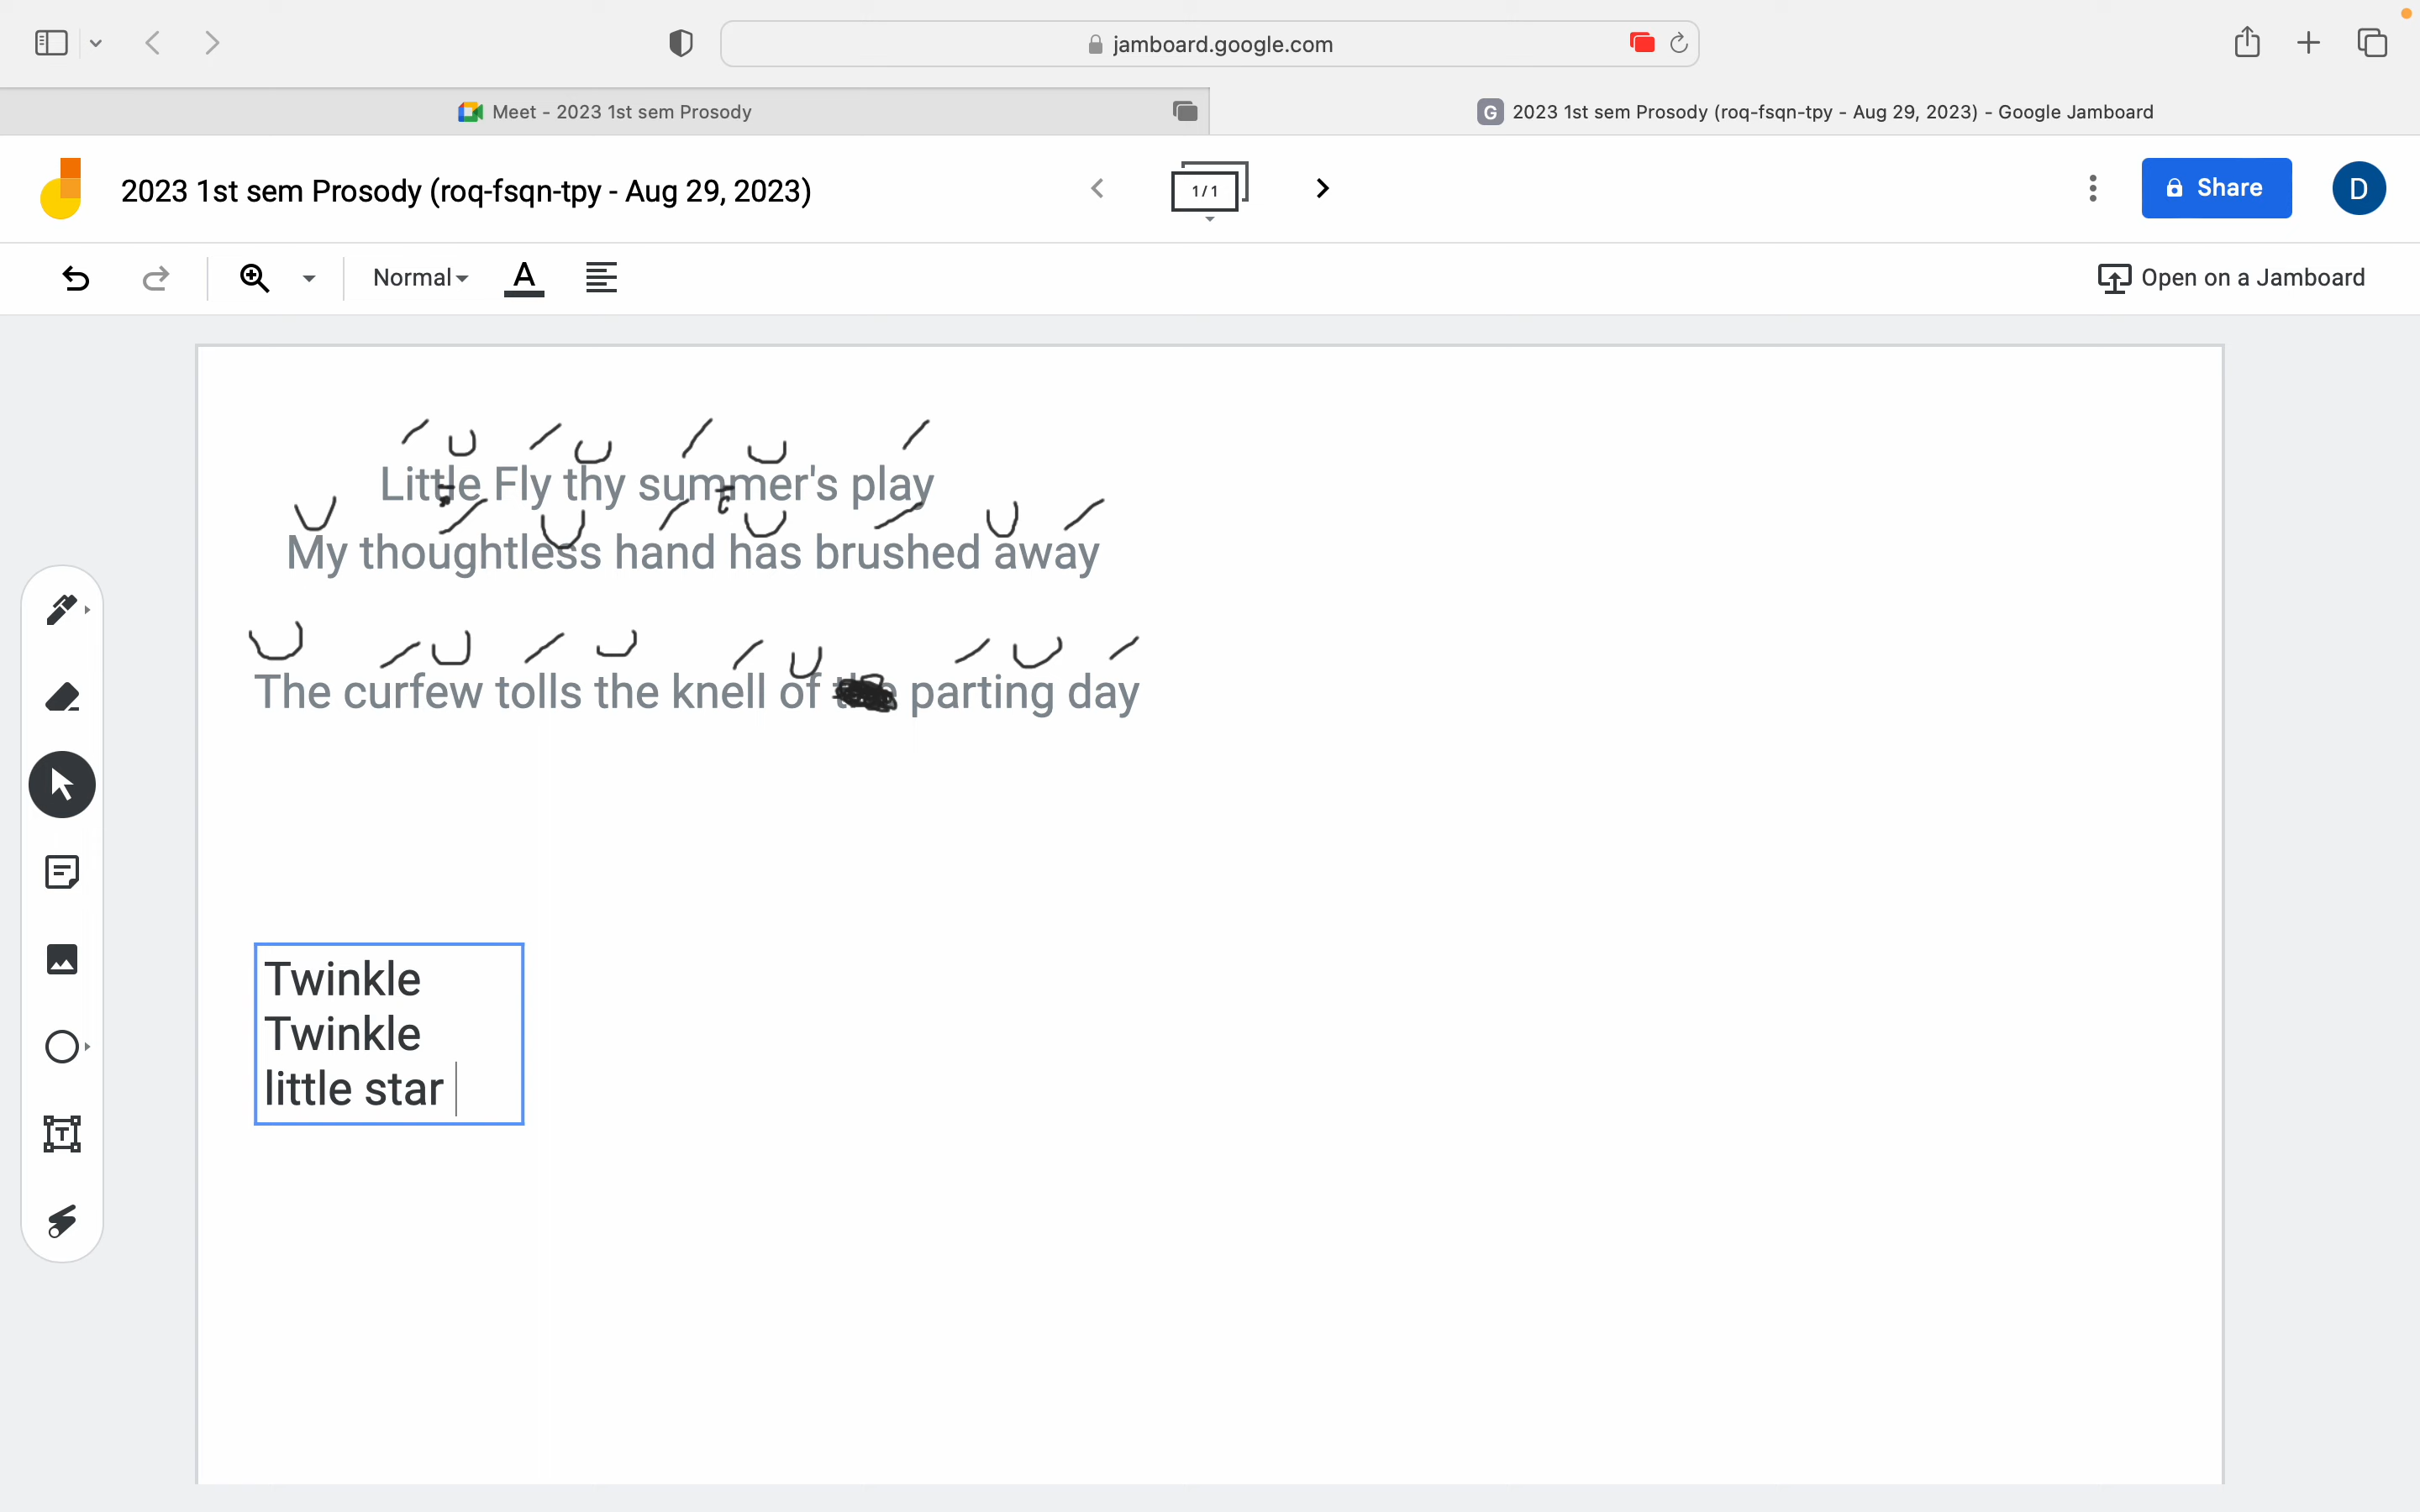 jamboard.google.com
Meet - 2023 1st sem Prosody
G 2023 1st sem Prosody (roq-fsqn-tpy - Aug 29, 2023) - Google Jamboard
2023 1st sem Prosody (roq-fsqn-tpy - Aug 29, 2023)
1/1
Share
D
Normal
A
Open on a Jamboard
Little Fly thy summer's play
My thoughtless hand has brushed away
The curfew tolls the knell of the parting day
Twinkle
Twinkle
little star